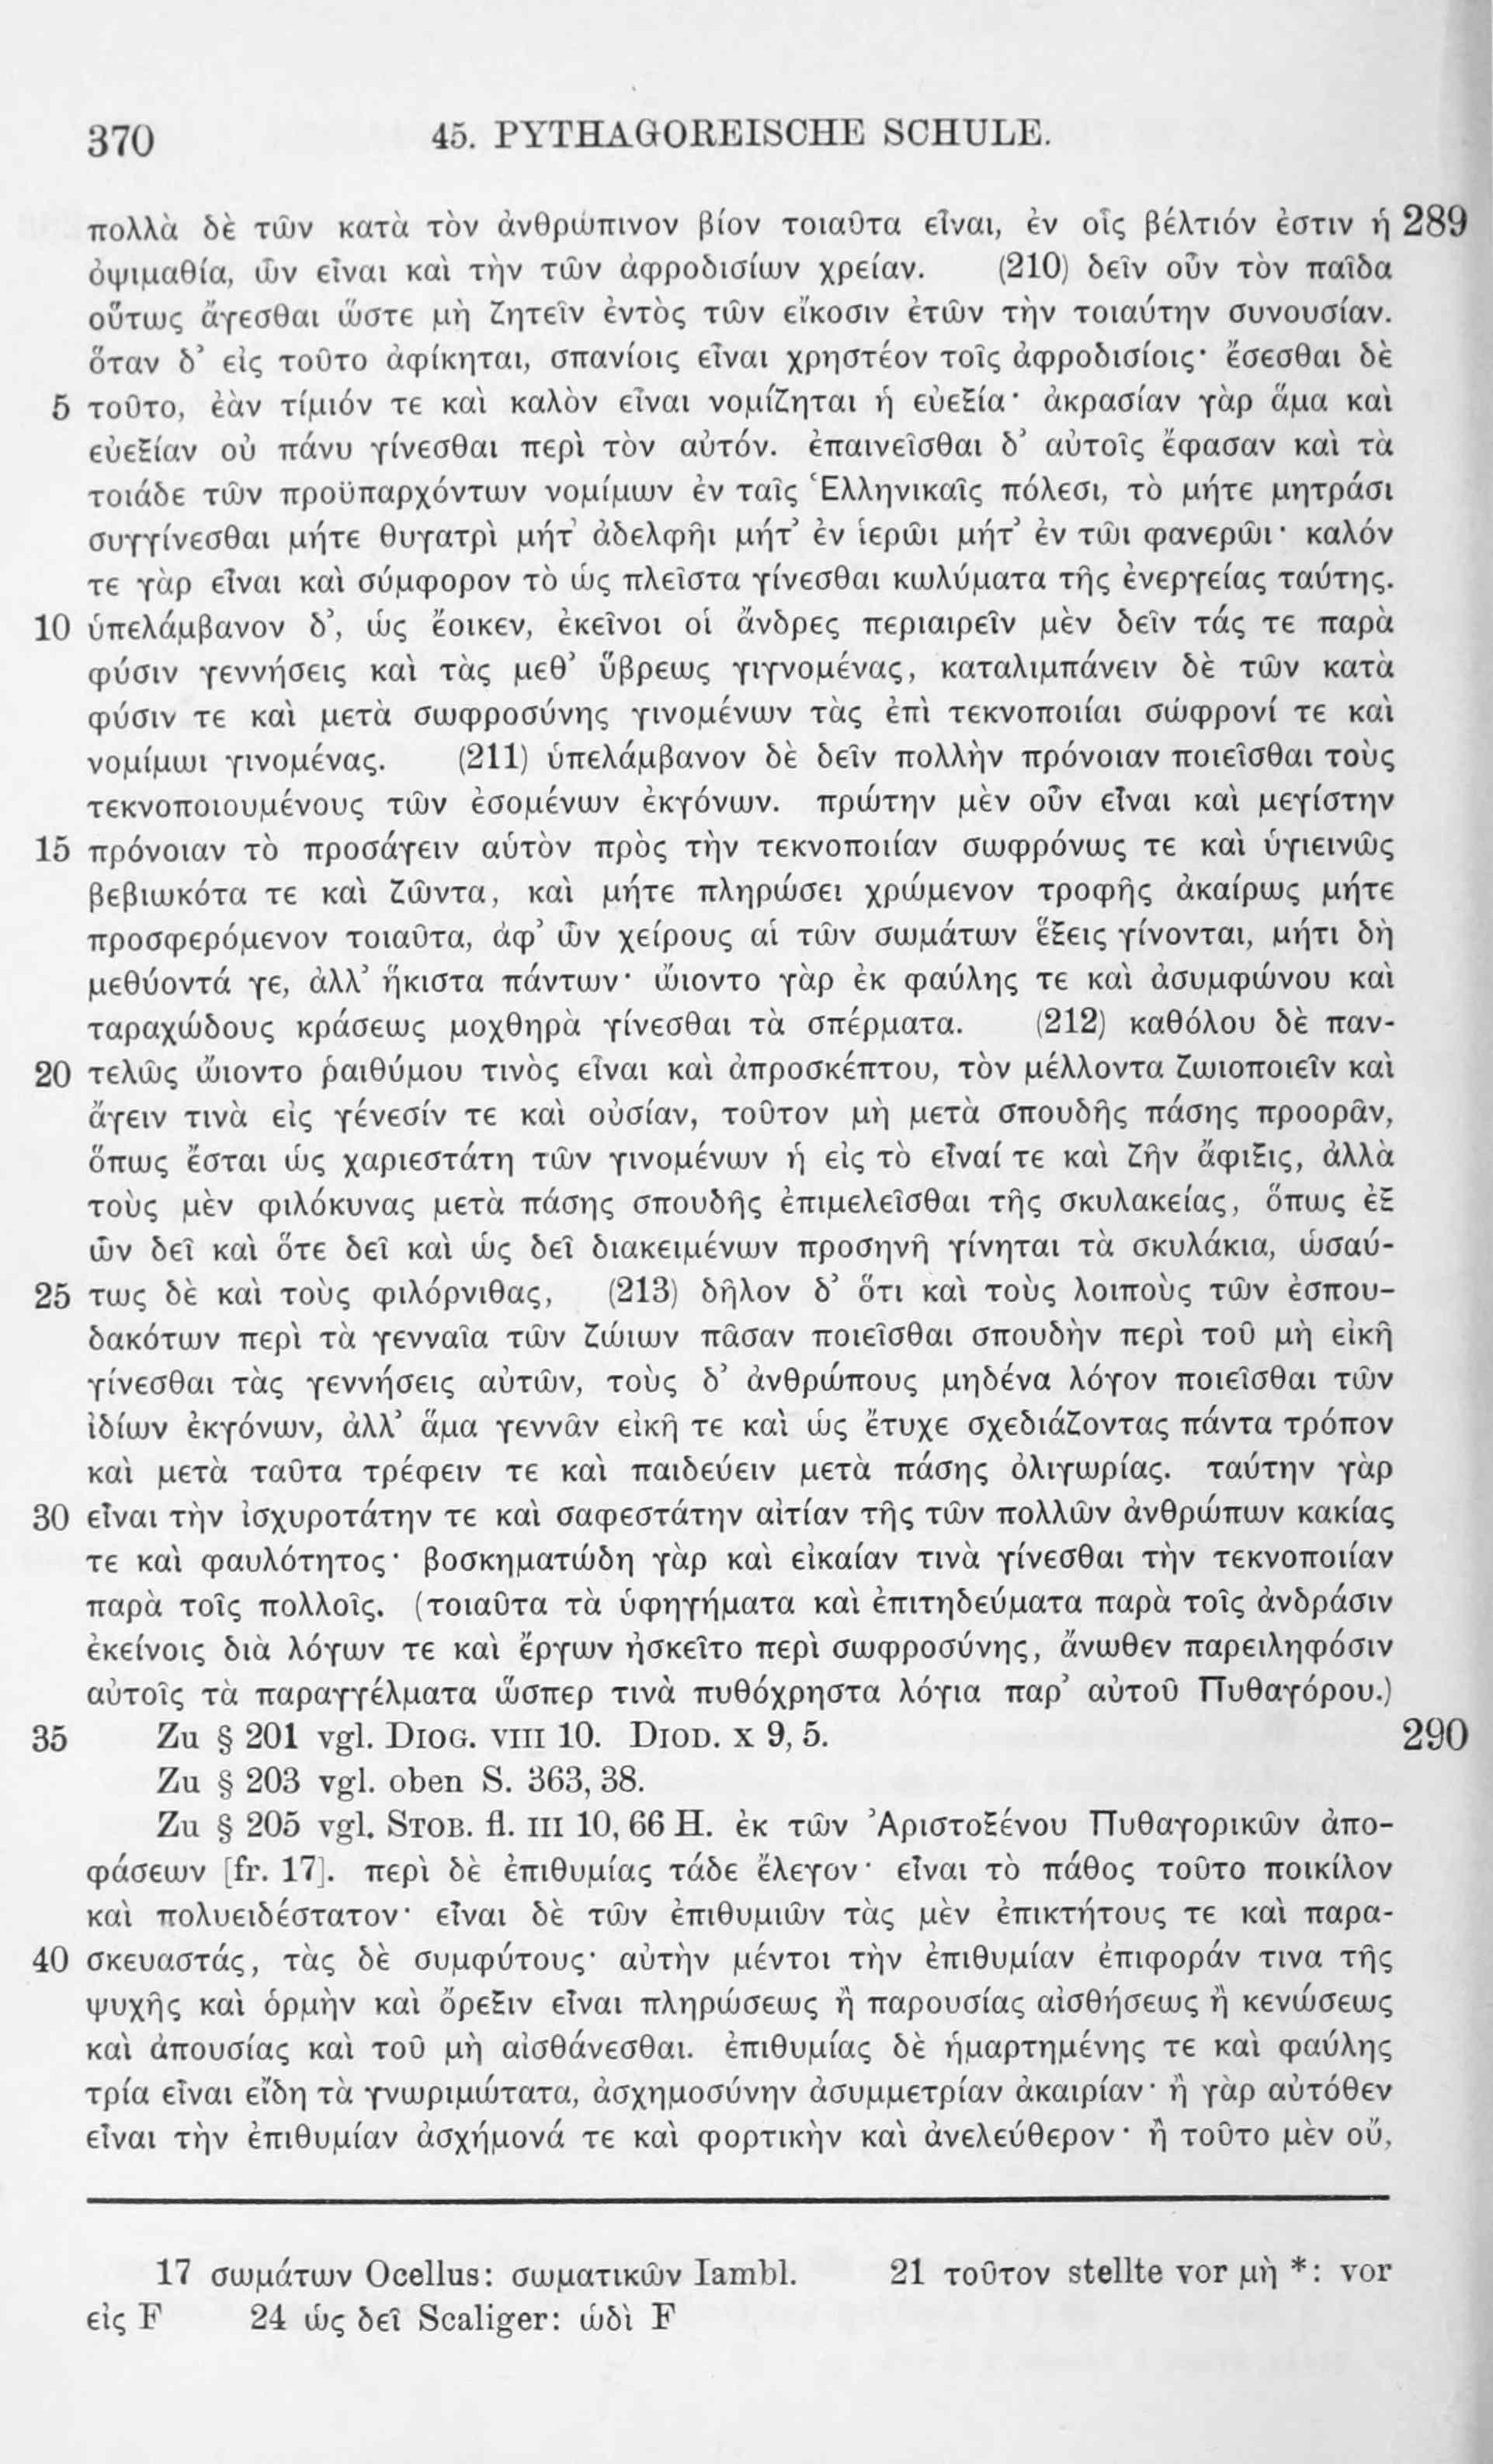 370 45. PYTHAGOREISCHE SCHULE.
πολλὰ δὲ τῶν κατὰ τὸν ἀνθρώπινον βίον τοιαῦτα εἶναι, ἐν οἷς βέλτιόν ἐστιν ἡ 289
ὀψιμαθία, ὧν εἶναι καὶ τὴν τῶν ἀφροδισίων χρείαν. (210) δεῖν οὖν τὸν παῖδα
οὕτως ἄγεσθαι ὥστε μὴ ζητεῖν ἐντὸς τῶν εἴκοσιν ἐτῶν τὴν τοιαύτην συνουσίαν.
ὅταν δ’ εἰς τοῦτο ἀφίκηται, σπανίοις εἶναι χρηστέον τοῖς ἀφροδισίοις· ἔσεσθαι δὲ
5 τοῦτο, ἐὰν τίμιόν τε καὶ καλὸν εἶναι νομίζηται ἡ εὐεξία· ἀκρασίαν γὰρ ἅμα καὶ
εὐεξίαν οὐ πάνυ γίνεσθαι περὶ τὸν αὐτόν. ἐπαινεῖσθαι δ’ αὐτοῖς ἔφασαν καὶ τὰ
τοιάδε τῶν προϋπαρχόντων νομίμων ἐν ταῖς Ἑλληνικαῖς πόλεσι, τὸ μήτε μητράσι
συγγίνεσθαι μήτε θυγατρὶ μήτ’ ἀδελφῆι μήτ’ ἐν ἱερῶι μήτ’ ἐν τῶι φανερῶι· καλόν
τε γὰρ εἶναι καὶ σύμφορον τὸ ὡς πλεῖστα γίνεσθαι κωλύματα τῆς ἐνεργείας ταύτης.
10 ὑπελάμβανον δ’, ὡς ἔοικεν, ἐκεῖνοι οἱ ἄνδρες περιαιρεῖν μὲν δεῖν τάς τε παρὰ
φύσιν γεννήσεις καὶ τὰς μεθ’ ὕβρεως γιγνομένας, καταλιμπάνειν δὲ τῶν κατὰ
φύσιν τε καὶ μετὰ σωφροσύνης γινομένων τὰς ἐπὶ τεκνοποιίαι σώφρονί τε καὶ
νομίμωι γινομένας. (211) ὑπελάμβανον δὲ δεῖν πολλὴν πρόνοιαν ποιεῖσθαι τοὺς
τεκνοποιουμένους τῶν ἐσομένων ἐκγόνων. πρώτην μὲν οὖν εἶναι καὶ μεγίστην
15 πρόνοιαν τὸ προσάγειν αὑτὸν πρὸς τὴν τεκνοποιίαν σωφρόνως τε καὶ ὑγιεινῶς
βεβιωκότα τε καὶ ζῶντα, καὶ μήτε πληρώσει χρώμενον τροφῆς ἀκαίρως μήτε
προσφερόμενον τοιαῦτα, ἀφ’ ὧν χείρους αἱ τῶν σωμάτων ἕξεις γίνονται, μήτι δὴ
μεθύοντά γε, ἀλλ’ ἥκιστα πάντων· ὤιοντο γὰρ ἐκ φαύλης τε καὶ ἀσυμφώνου καὶ
ταραχώδους κράσεως μοχθηρὰ γίνεσθαι τὰ σπέρματα. (212) καθόλου δὲ παν-
20 τελῶς ὤιοντο ῥαιθύμου τινὸς εἶναι καὶ ἀπροσκέπτου, τὸν μέλλοντα ζωιοποιεῖν καὶ
ἄγειν τινὰ εἰς γένεσίν τε καὶ οὐσίαν, τοῦτον μὴ μετὰ σπουδῆς πάσης προορᾶν,
ὅπως ἔσται ὡς χαριεστάτη τῶν γινομένων ἡ εἰς τὸ εἶναί τε καὶ ζῆν ἄφιξις, ἀλλὰ
τοὺς μὲν φιλόκυνας μετὰ πάσης σπουδῆς ἐπιμελεῖσθαι τῆς σκυλακείας, ὅπως ἐξ
ὧν δεῖ καὶ ὅτε δεῖ καὶ ὡς δεῖ διακειμένων προσηνῆ γίνηται τὰ σκυλάκια, ὡσαύ-
25 τως δὲ καὶ τοὺς φιλόρνιθας, (213) δῆλον δ’ ὅτι καὶ τοὺς λοιποὺς τῶν ἐσπου-
δακότων περὶ τὰ γενναῖα τῶν ζώιων πᾶσαν ποιεῖσθαι σπουδὴν περὶ τοῦ μὴ εἰκῆ
γίνεσθαι τὰς γεννήσεις αὐτῶν, τοὺς δ’ ἀνθρώπους μηδένα λόγον ποιεῖσθαι τῶν
ἰδίων ἐκγόνων, ἀλλ’ ἅμα γεννᾶν εἰκῆ τε καὶ ὡς ἔτυχε σχεδιάζοντας πάντα τρόπον
καὶ μετὰ ταῦτα τρέφειν τε καὶ παιδεύειν μετὰ πάσης ὀλιγωρίας. ταύτην γὰρ
30 εἶναι τὴν ἰσχυροτάτην τε καὶ σαφεστάτην αἰτίαν τῆς τῶν πολλῶν ἀνθρώπων κακίας
τε καὶ φαυλότητος· βοσκηματώδη γὰρ καὶ εἰκαίαν τινὰ γίνεσθαι τὴν τεκνοποιίαν
παρὰ τοῖς πολλοῖς. (τοιαῦτα τὰ ὑφηγήματα καὶ ἐπιτηδεύματα παρὰ τοῖς ἀνδράσιν
ἐκείνοις διὰ λόγων τε καὶ ἔργων ἠσκεῖτο περὶ σωφροσύνης, ἄνωθεν παρειληφόσιν
αὐτοῖς τὰ παραγγέλματα ὥσπερ τινὰ πυθόχρηστα λόγια παρ’ αὐτοῦ Πυθαγόρου.)
35 Zu § 201 vgl. DIOG. VIII 10. DIOD. X 9, 5. 290
Zu § 203 vgl. oben S. 363, 38.
Zu § 205 vgl. STOB. fl. III 10, 66 H. ἐκ τῶν Ἀριστοξένου Πυθαγορικῶν ἀπο-
φάσεων [fr. 17]. περὶ δὲ ἐπιθυμίας τάδε ἔλεγον· εἶναι τὸ πάθος τοῦτο ποικίλον
καὶ πολυειδέστατον· εἶναι δὲ τῶν ἐπιθυμιῶν τὰς μὲν ἐπικτήτους τε καὶ παρα-
40 σκευαστάς, τὰς δὲ συμφύτους· αὐτὴν μέντοι τὴν ἐπιθυμίαν ἐπιφοράν τινα τῆς
ψυχῆς καὶ ὁρμὴν καὶ ὄρεξιν εἶναι πληρώσεως ἢ παρουσίας αἰσθήσεως ἢ κενώσεως
καὶ ἀπουσίας καὶ τοῦ μὴ αἰσθάνεσθαι. ἐπιθυμίας δὲ ἡμαρτημένης τε καὶ φαύλης
τρία εἶναι εἴδη τὰ γνωριμώτατα, ἀσχημοσύνην ἀσυμμετρίαν ἀκαιρίαν· ἢ γὰρ αὐτόθεν
εἶναι τὴν ἐπιθυμίαν ἀσχήμονά τε καὶ φορτικὴν καὶ ἀνελεύθερον· ἢ τοῦτο μὲν οὔ,
17 σωμάτων Ocellus: σωματικῶν Iambl. 21 τοῦτον stellte vor μὴ *: vor
εἰς F 24 ὡς δεῖ Scaliger: ὡδὶ F